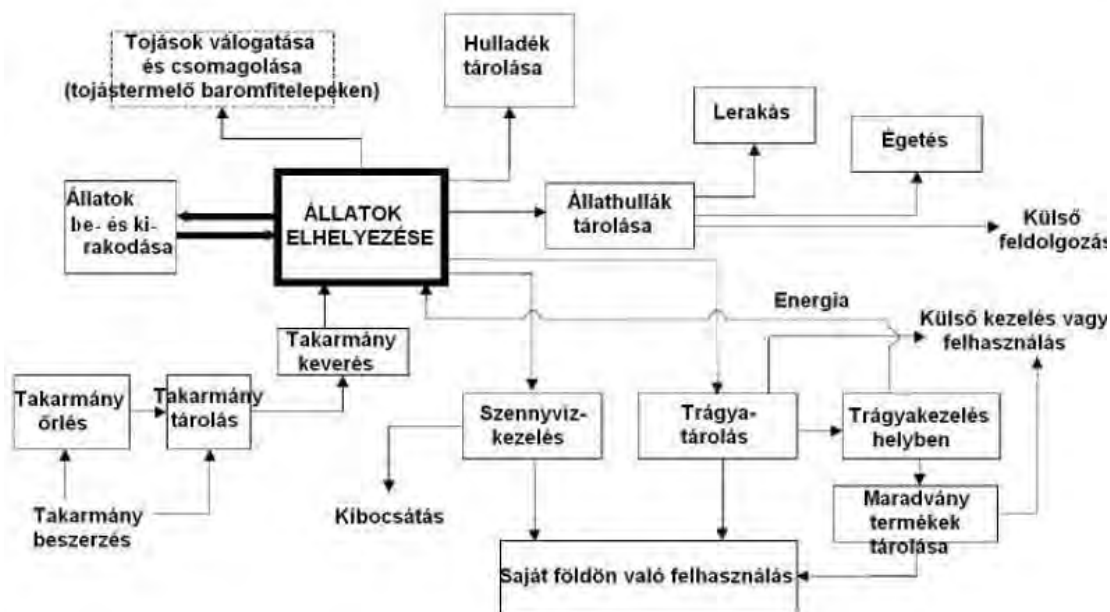 Tojások válogatása
és csomagolása
(tojástermelő baromfitelepeken)
Hulladék
tárolása
Lerakás
Égetés
Állatok
be- és ki-
rakodása
ÁLLATOK
ELHELYEZÉSE
Állathullák
tárolása
Külső
feldolgozás
Energia
Külső kezelés vagy
felhasználás
Takarmány
keverés
Takarmány
őrlés
Takarmány
tárolás
Szennyvíz-
kezelés
Trágya-
tárolás
Trágyakezelés
helyben
Takarmány
beszerzés
Kibocsátás
Maradvány
termékek
tárolása
Saját földön való felhasználás